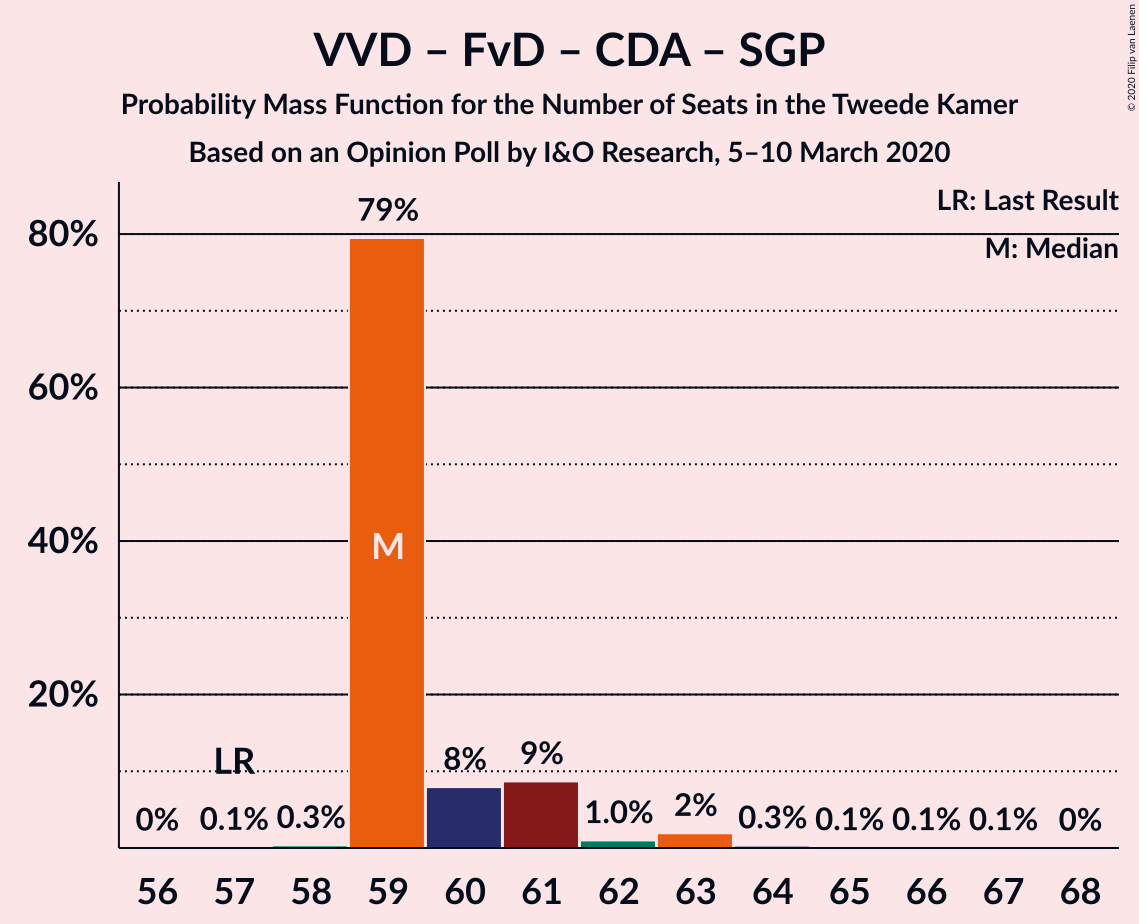 VVD – FvD – CDA – SGP
Probability Mass Function for the Number of Seats in the Tweede Kamer
Based on an Opinion Poll by I&O Research, 5–10 March 2020
© 2020 Filip van Laenen
LR: Last Result
M: Median
80%
60%
40%
20%
79%
M
LR
0%
0.1%
0.3%
8%
9%
1.0%
2%
0.3%
0.1%
0.1%
0.1%
0%
56 57 58 59 60 61 62 63 64 65 66 67 68